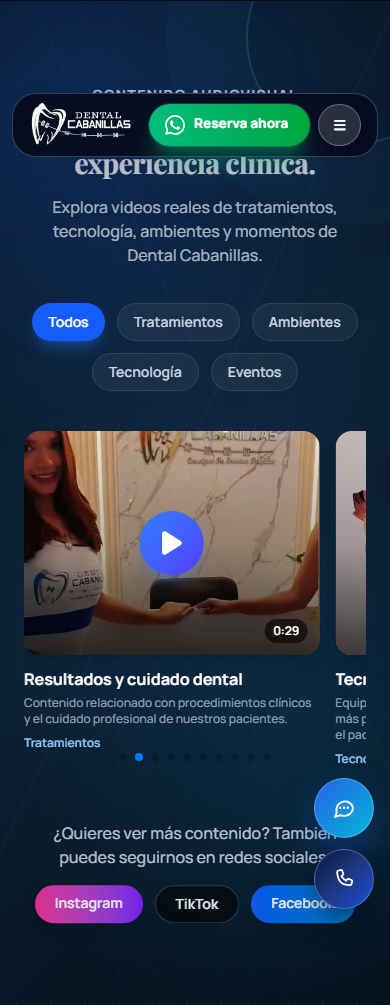 CONTENIDO AUDIOVISUAL
DENTAL
CABANILLAS
Reserva ahora
experiencia clínica.
Explora videos reales de tratamientos,
tecnología, ambientes y momentos de
Dental Cabanillas.
Todos
Tratamientos
Ambientes
Tecnología
Eventos
CABANILLAS
DENTAL
0:29
Resultados y cuidado dental
Contenido relacionado con procedimientos clínicos
y el cuidado profesional de nuestros pacientes.
Tratamientos
¿Quieres ver más contenido? También
puedes seguirnos en redes sociales
Instagram
TikTok
Facebook